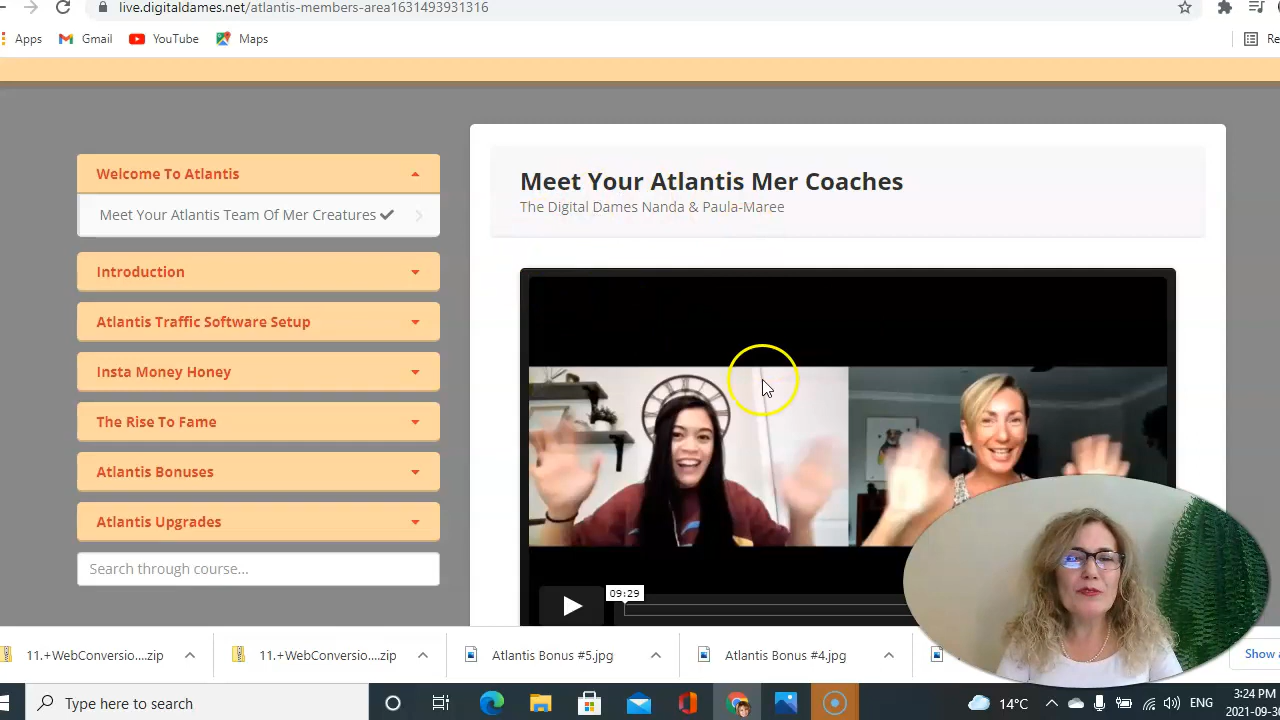 live.digitaldames.net/atlantis-members-area1631493931316
Apps Gmail YouTube Maps Re
Welcome To Atlantis
Meet Your Atlantis Team Of Mer Creatures
Introduction
Atlantis Traffic Software Setup
Insta Money Honey
The Rise To Fame
Atlantis Bonuses
Atlantis Upgrades
Search through course...
Meet Your Atlantis Mer Coaches
The Digital Dames Nanda & Paula-Maree
09:29
11.+WebConversio....zip 11.+WebConversio....zip Atlantis Bonus #5.jpg Atlantis Bonus #4.jpg Show a
Type here to search
14°C ENG 3:24 PM
2021-09-30